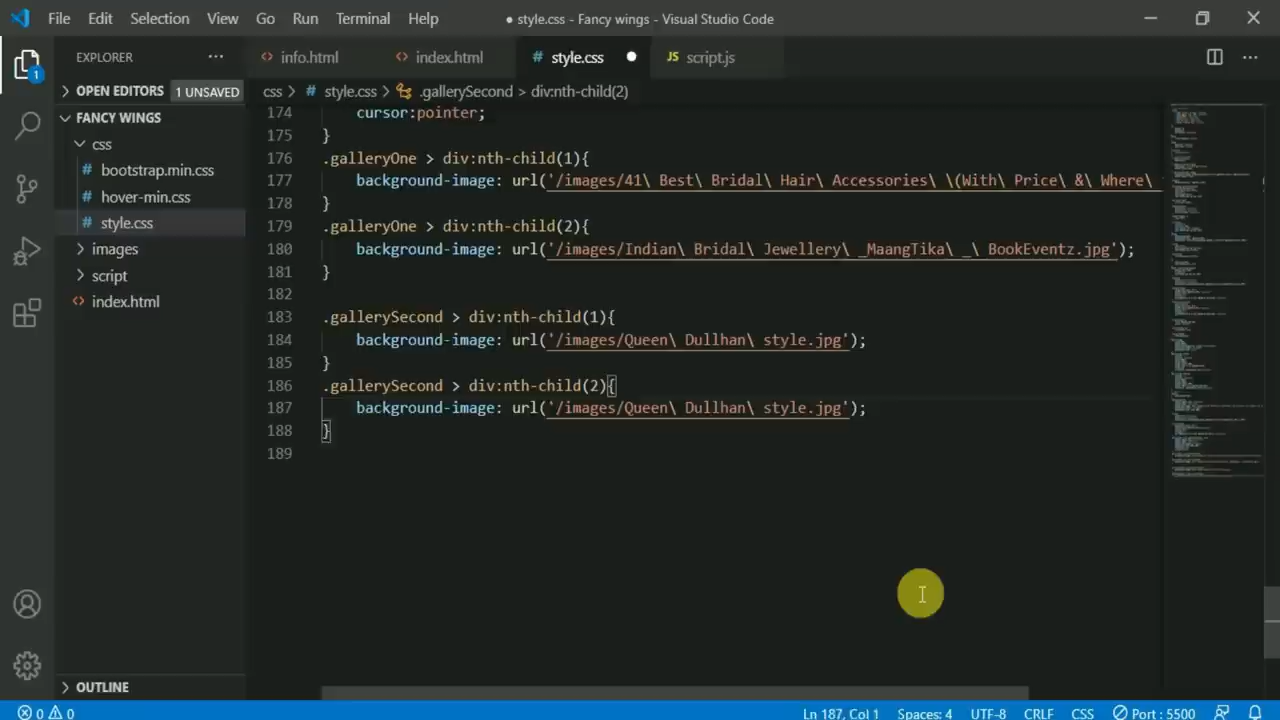 File Edit Selection View Go Run Terminal Help ● style.css - Fancy wings - Visual Studio Code
EXPLORER ··· <> info.html <> index.html # style.css ● JS script.js ···
1
> OPEN EDITORS 1 UNSAVED css > # style.css > .gallerySecond > div:nth-child(2)
FANCY WINGS
css
# bootstrap.min.css
# hover-min.css
# style.css
> images
> script
<> index.html
174 cursor:pointer;
175 }
176 .galleryOne > div:nth-child(1){
177 background-image: url('/images/41\ Best\ Bridal\ Hair\ Accessories\ \(With\ Price\ &\ Where\
178 }
179 .galleryOne > div:nth-child(2){
180 background-image: url('/images/Indian\ Bridal\ Jewellery\ _MaangTika\ _\ BookEventz.jpg');
181 }
182
183 .gallerySecond > div:nth-child(1){
184 background-image: url('/images/Queen\ Dullhan\ style.jpg');
185 }
186 .gallerySecond > div:nth-child(2){
187 background-image: url('/images/Queen\ Dullhan\ style.jpg');
188 }
189
> OUTLINE
0 0 Ln 187, Col 1 Spaces: 4 UTF-8 CRLF CSS Port : 5500